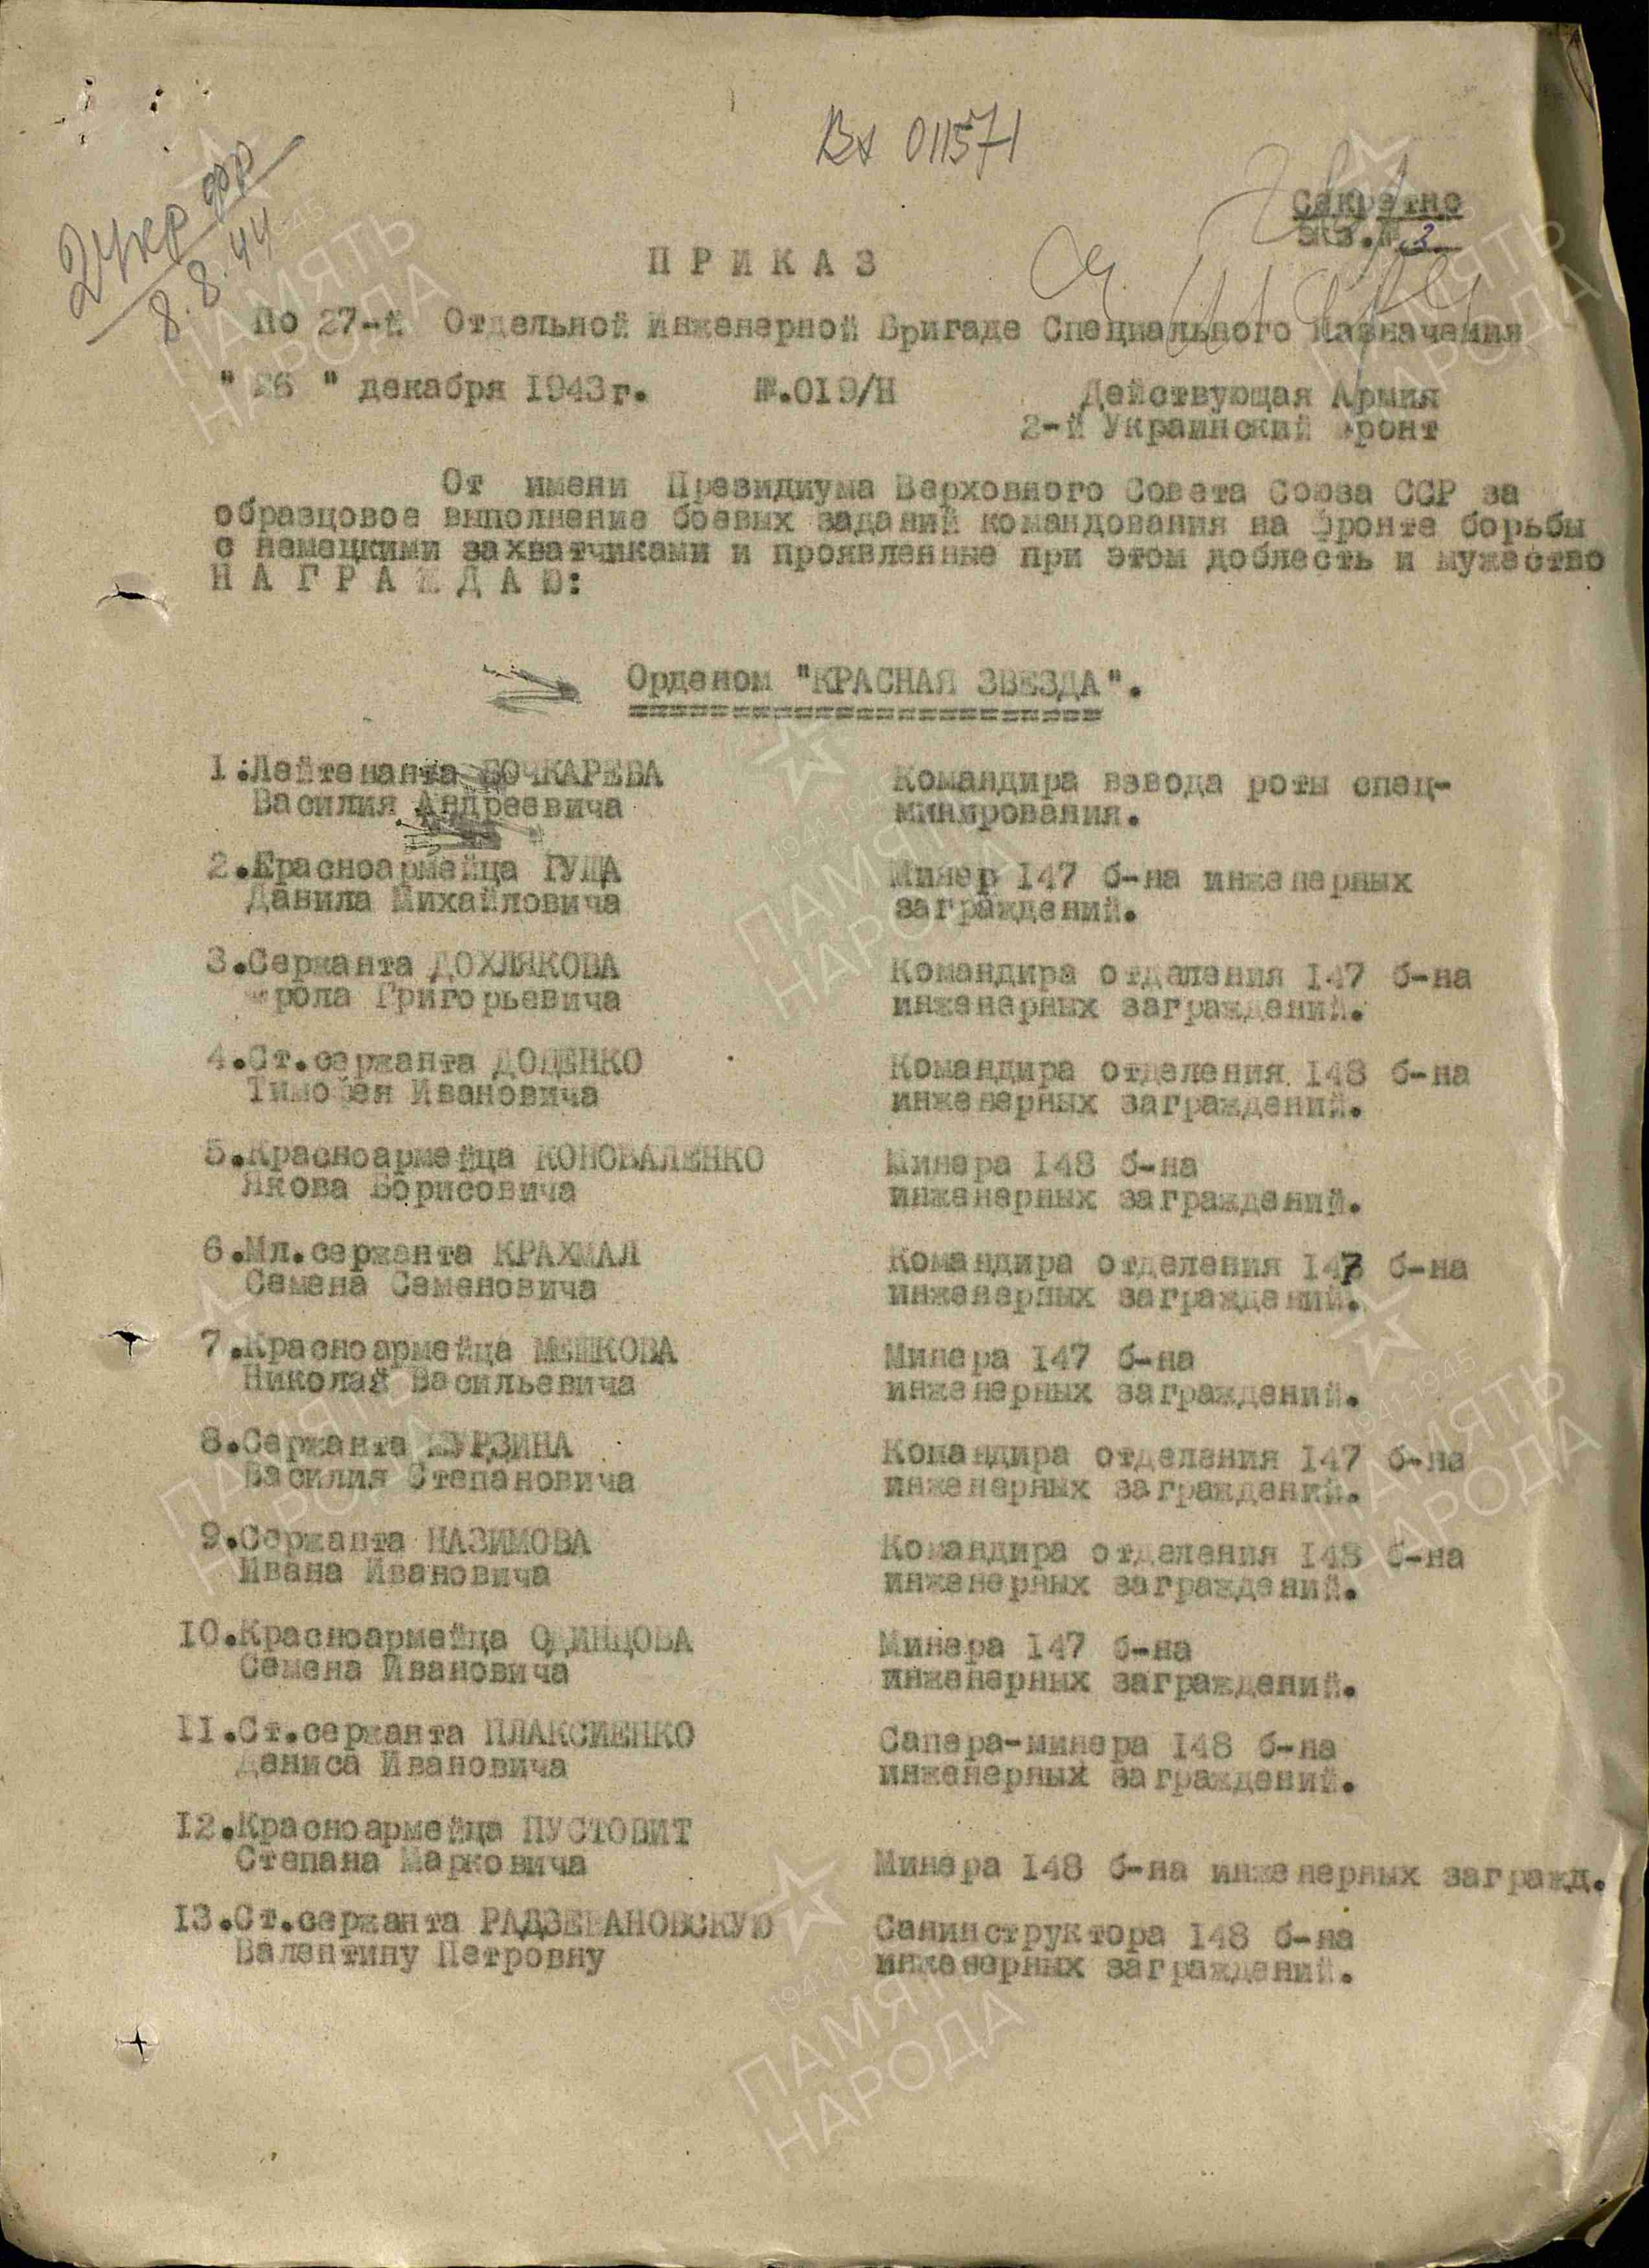 Вх 011571
2 Укр фр
8.8.44
Секретно
экз.№ 3
П Р И К А З
По 27-й Отдельной Инженерной Бригаде Специального Назначения
" 26 " декабря 1943г. №.019/Н Действующая Армия
2-й Украинский Фронт
От имени Президиума Верховного Совета Союза ССР за
образцовое выполнение боевых заданий командования на фронте борьбы
с немецкими захватчиками и проявленные при этом доблесть и мужество
Н А Г Р А Ж Д А Ю:
Орденом "КРАСНАЯ ЗВЕЗДА".
1.Лейтенанта БОЧКАРЕВА Командира взвода роты спец-
Василия Андреевича минирования.
2.Красноармейца ГУЩА Минер 147 б-на инженерных
Данила Михайловича заграждений.
3.Сержанта ДОХЛЯКОВА Командира отделения 147 б-на
Фрола Григорьевича инженерных заграждений.
4.Ст.сержанта ДОЦЕНКО Командира отделения 148 б-на
Тимофея Ивановича инженерных заграждений.
5.Красноармейца КОНОВАЛЕНКО Минера 148 б-на
Якова Борисовича инженерных заграждений.
6.Мл.сержанта КРАХМАЛ Командира отделения 147 б-на
Семена Семеновича инженерных заграждений.
7.Красноармейца МЕШКОВА Минера 147 б-на
Николая Васильевича инженерных заграждений.
8.Сержанта МУРЗИНА Командира отделения 147 б-на
Василия Степановича инженерных заграждений.
9.Сержанта НАЗИМОВА Командира отделения 148 б-на
Ивана Ивановича инженерных заграждений.
10.Красноармейца ОДИНЦОВА Минера 147 б-на
Семена Ивановича инженерных заграждений.
11.Ст.сержанта ПЛАКСИЕНКО Сапера-минера 148 б-на
Дениса Ивановича инженерных заграждений.
12.Красноармейца ПУСТОВИТ
Степана Марковича Минера 148 б-на инженерных загражд.
13.Ст.сержанта РАДЗЕВАНОВСКУЮ Санинструктора 148 б-на
Валентину Петровну инженерных заграждений.
ПАМЯТЬ
НАРОДА
1941-1945